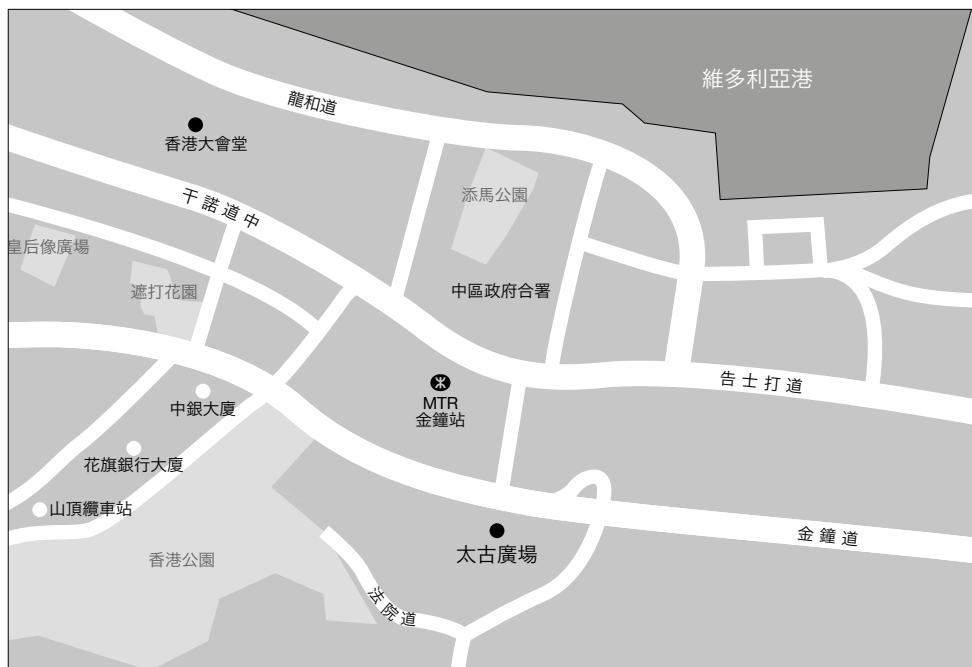 維多利亞港
龍和道
香港大會堂
添馬公園
干諾道中
皇后像廣場
遮打花園
中區政府合署
告士打道
MTR
金鐘站
中銀大廈
花旗銀行大廈
山頂纜車站
金鐘道
太古廣場
香港公園
法院道